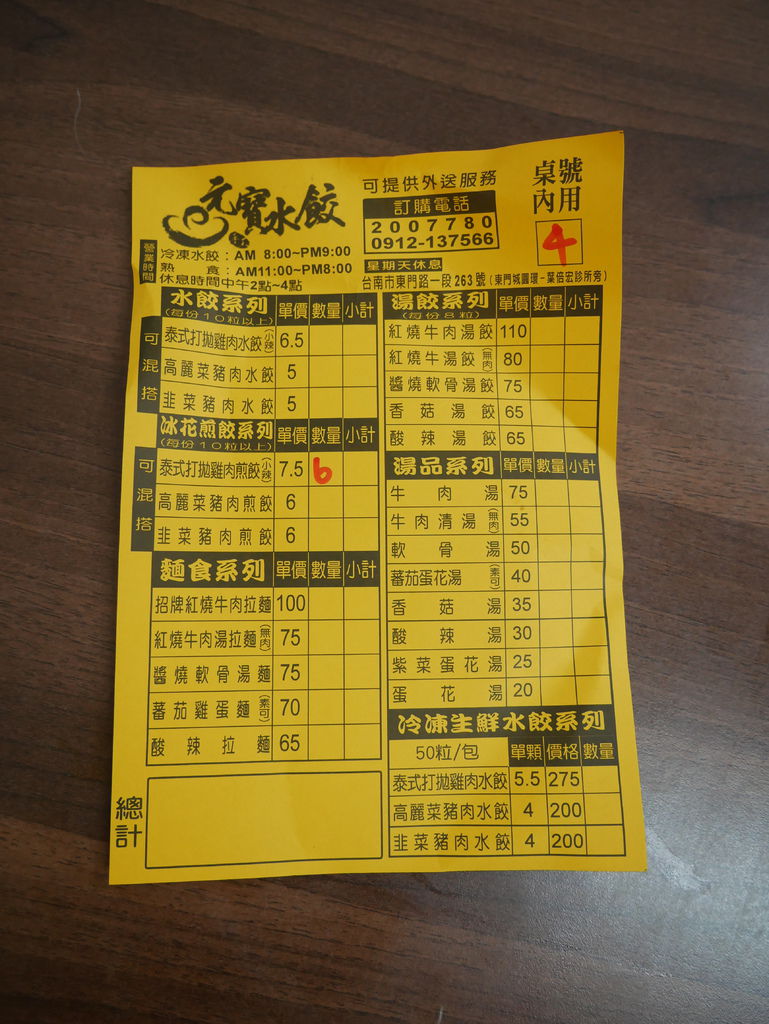 元寶水餃
可提供外送服務
訂購電話
2007780
0912-137566
桌號
內用
4
營業時間
冷凍水餃：AM 8:00~PM9:00
熟食：AM11:00~PM8:00
休息時間中午2點~4點
星期天休息
台南市東門路一段263號(東門城圓環-葉倍宏診所旁)
水餃系列 (每份10粒以上) 單價 數量 小計
可混搭
泰式打拋雞肉水餃(小辣) 6.5
高麗菜豬肉水餃 5
韭菜豬肉水餃 5
冰花煎餃系列 (每份10粒以上) 單價 數量 小計
可混搭
泰式打拋雞肉煎餃(小辣) 7.5 6
高麗菜豬肉煎餃 6
韭菜豬肉煎餃 6
麵食系列 單價 數量 小計
招牌紅燒牛肉拉麵 100
紅燒牛肉湯拉麵(無肉) 75
醬燒軟骨湯麵 75
蕃茄雞蛋麵(素可) 70
酸辣拉麵 65
總計
湯餃系列 (每份8粒) 單價 數量 小計
紅燒牛肉湯餃 110
紅燒牛湯餃(無肉) 80
醬燒軟骨湯餃 75
香菇湯餃 65
酸辣湯餃 65
湯品系列 單價 數量 小計
牛肉湯 75
牛肉清湯(無肉) 55
軟骨湯 50
蕃茄蛋花湯(素可) 40
香菇湯 35
酸辣湯 30
紫菜蛋花湯 25
蛋花湯 20
冷凍生鮮水餃系列
50粒/包 單顆 價格 數量
泰式打拋雞肉水餃 5.5 275
高麗菜豬肉水餃 4 200
韭菜豬肉水餃 4 200